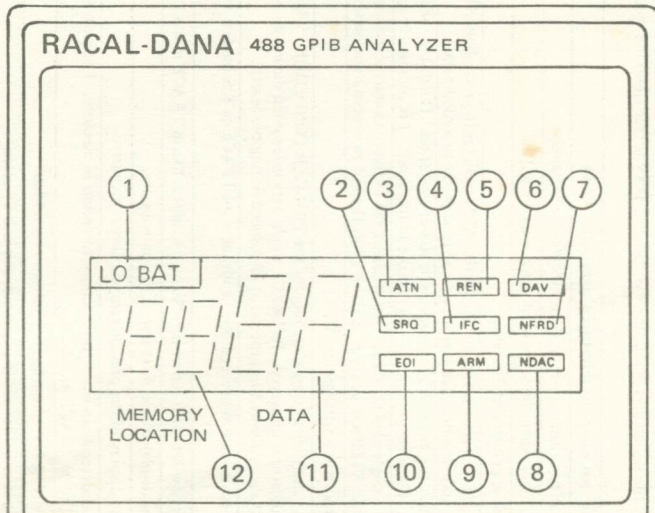 RACAL-DANA 488 GPIB ANALYZER
1 2 3 4 5 6 7
LO BAT
ATN REN DAV
SRQ IFC NFRD
EOI ARM NDAC
MEMORY LOCATION DATA
12 11 10 9 8